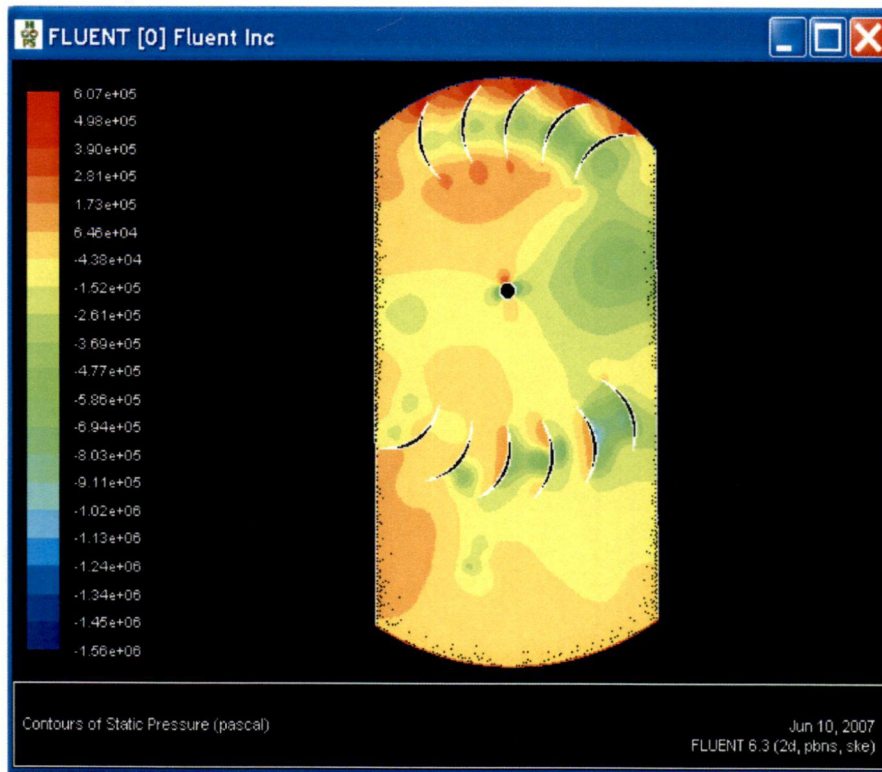 FLUENT [0] Fluent Inc
6.07e+05
4.98e+05
3.90e+05
2.81e+05
1.73e+05
6.46e+04
-4.38e+04
-1.52e+05
-2.61e+05
-3.69e+05
-4.77e+05
-5.86e+05
-6.94e+05
-8.03e+05
-9.11e+05
-1.02e+06
-1.13e+06
-1.24e+06
-1.34e+06
-1.45e+06
-1.56e+06
Contours of Static Pressure (pascal)
Jun 10, 2007
FLUENT 6.3 (2d, pbns, ske)